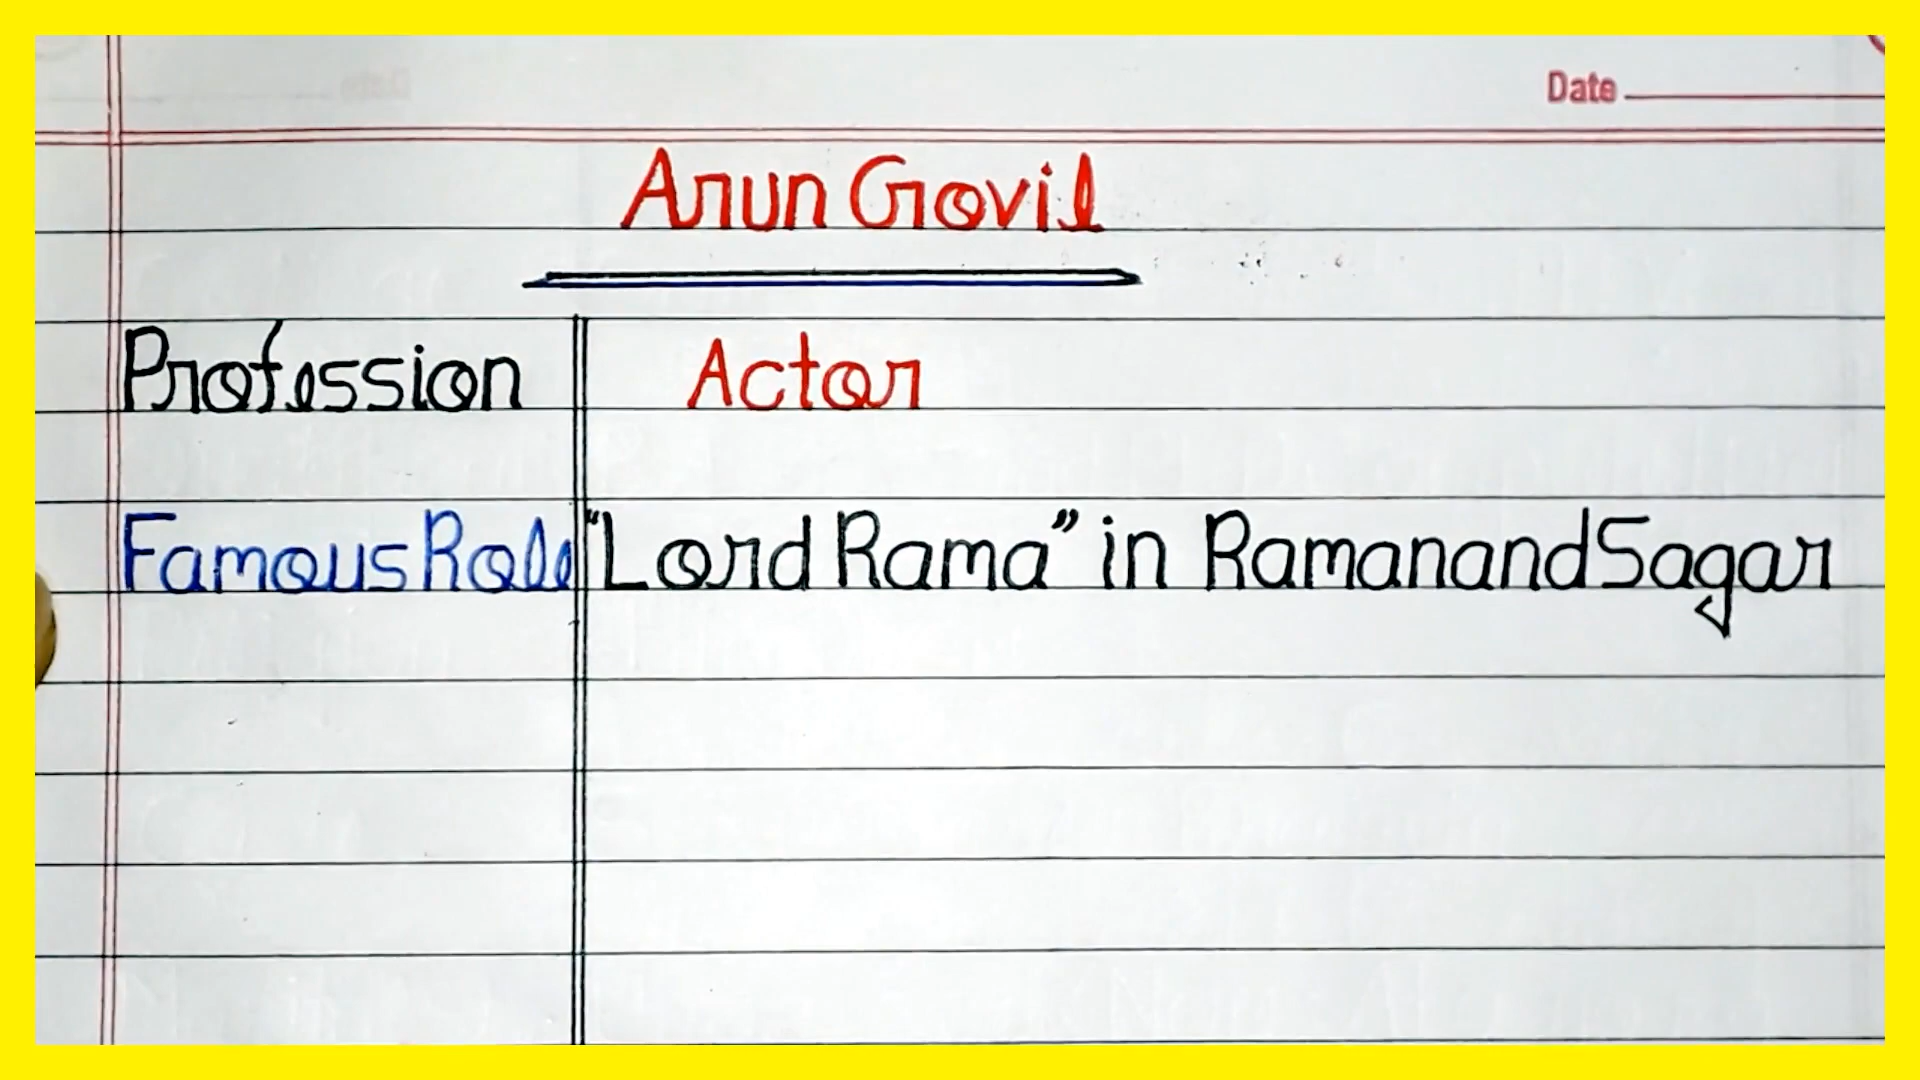 Date
Arun Govil
Profession Actor
Famous Role "Lord Rama" in Ramanand Sagar